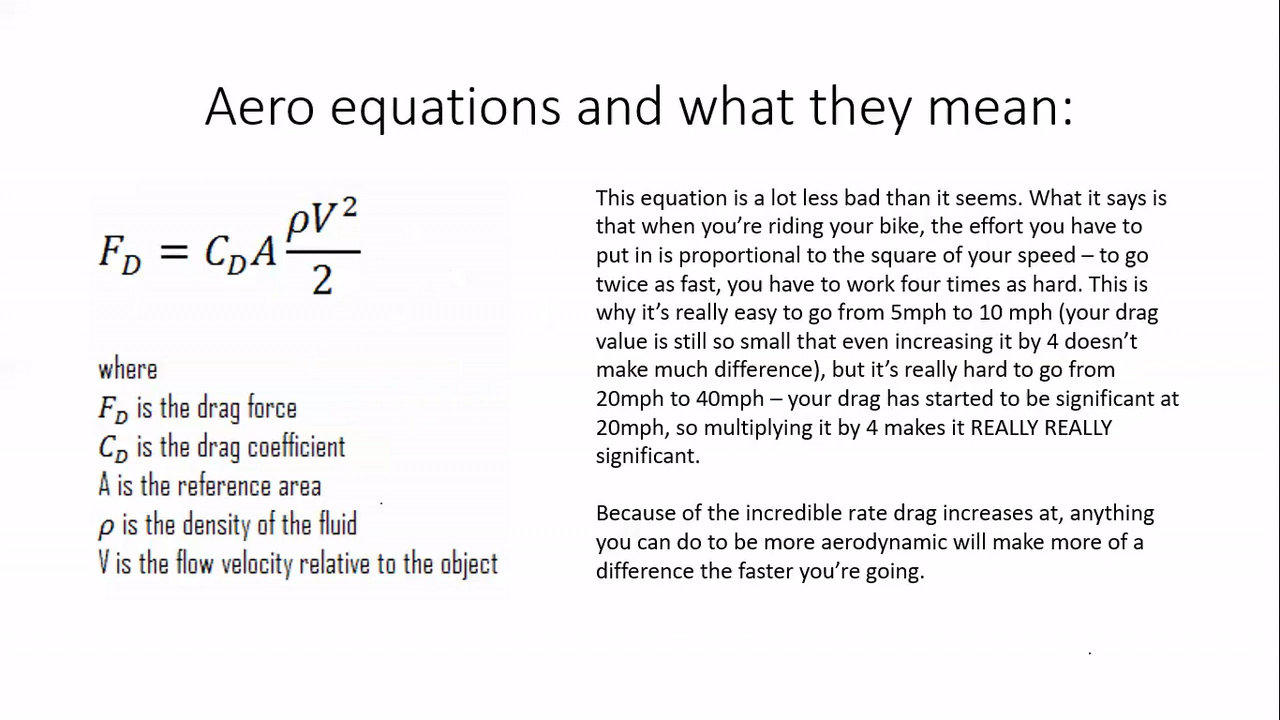 Aero equations and what they mean:
F_D = C_D A ρV²/2
where
F_D is the drag force
C_D is the drag coefficient
A is the reference area
ρ is the density of the fluid
V is the flow velocity relative to the object
This equation is a lot less bad than it seems. What it says is
that when you’re riding your bike, the effort you have to
put in is proportional to the square of your speed – to go
twice as fast, you have to work four times as hard. This is
why it’s really easy to go from 5mph to 10 mph (your drag
value is still so small that even increasing it by 4 doesn’t
make much difference), but it’s really hard to go from
20mph to 40mph – your drag has started to be significant at
20mph, so multiplying it by 4 makes it REALLY REALLY
significant.
Because of the incredible rate drag increases at, anything
you can do to be more aerodynamic will make more of a
difference the faster you’re going.